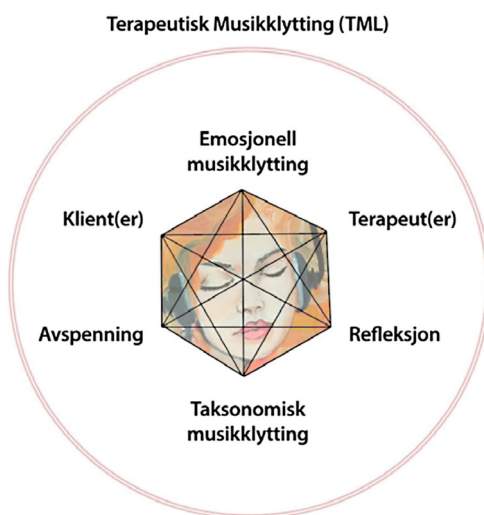 Terapeutisk Musikklytting (TML)
Emosjonell
musikklytting
Klient(er)
Terapeut(er)
Avspenning
Refleksjon
Taksonomisk
musikklytting